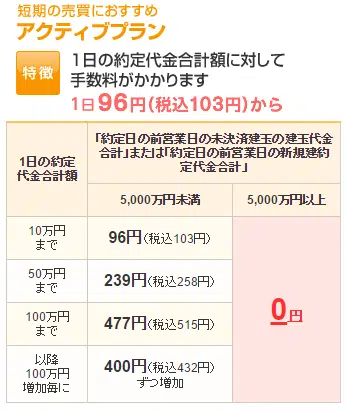 短期の売買におすすめ
アクティブプラン
特徴
1日の約定代金合計額に対して
手数料がかかります
1日96円(税込103円)から
1日の約定
代金合計額
「約定日の前営業日の未決済建玉の建玉代金
合計」または「約定日の前営業日の新規建約
定代金合計」
5,000万円未満
5,000万円以上
10万円
まで
96円(税込103円)
50万円
まで
239円(税込258円)
100万円
まで
477円(税込515円)
以降
100万円
増加毎に
400円(税込432円)
ずつ増加
0円